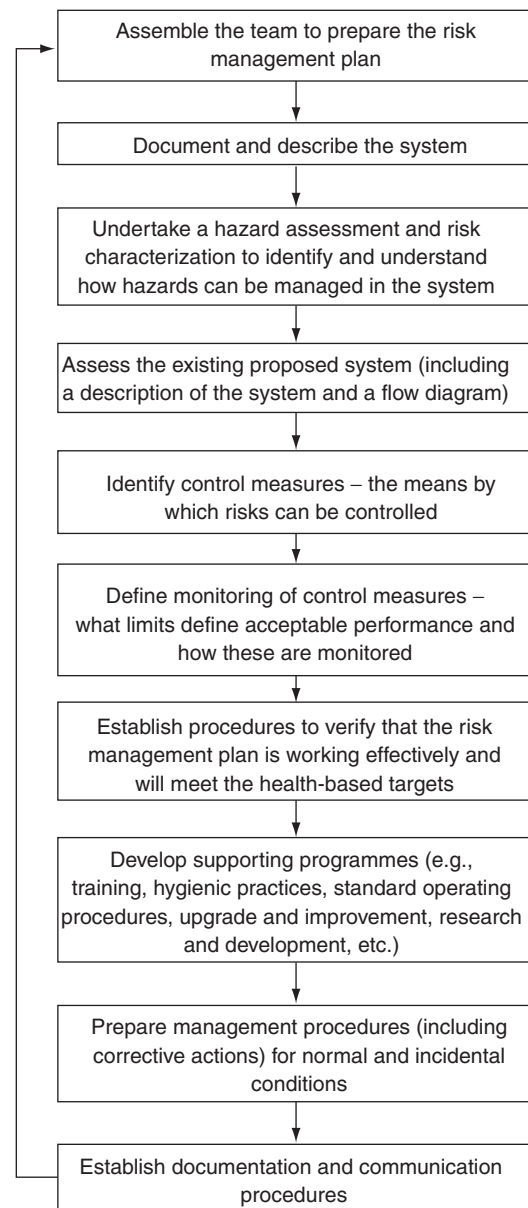 Assemble the team to prepare the risk
management plan
Document and describe the system
Undertake a hazard assessment and risk
characterization to identify and understand
how hazards can be managed in the system
Assess the existing proposed system (including
a description of the system and a flow diagram)
Identify control measures – the means by
which risks can be controlled
Define monitoring of control measures –
what limits define acceptable performance and
how these are monitored
Establish procedures to verify that the risk
management plan is working effectively and
will meet the health-based targets
Develop supporting programmes (e.g.,
training, hygienic practices, standard operating
procedures, upgrade and improvement, research
and development, etc.)
Prepare management procedures (including
corrective actions) for normal and incidental
conditions
Establish documentation and communication
procedures